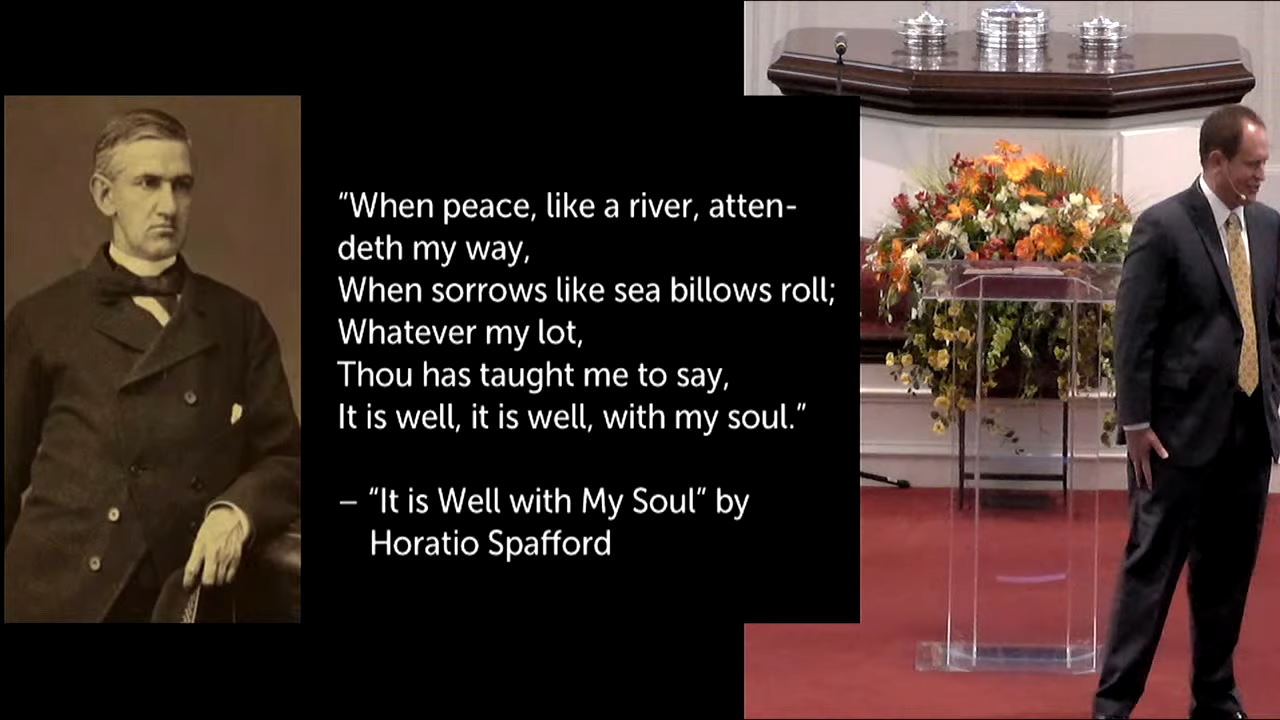 “When peace, like a river, atten-
deth my way,
When sorrows like sea billows roll;
Whatever my lot,
Thou has taught me to say,
It is well, it is well, with my soul.”
– “It is Well with My Soul” by
Horatio Spafford